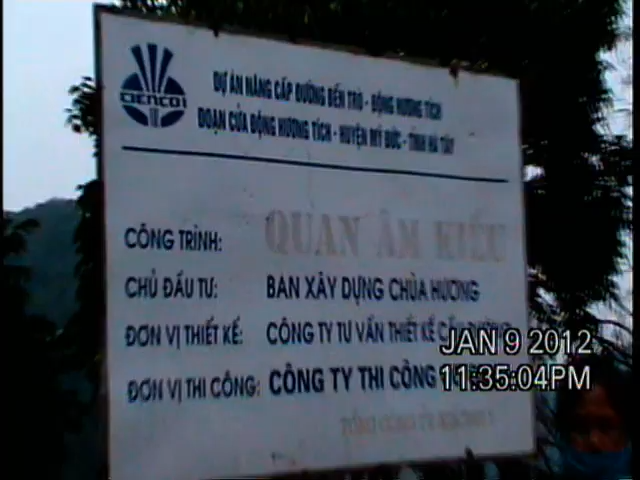 CIENCO1
DỰ ÁN NÂNG CẤP ĐƯỜNG BẾN TRÒ - ĐỘNG HƯƠNG TÍCH
ĐOẠN CỬA ĐỘNG HƯƠNG TÍCH - HUYỆN MỸ ĐỨC - TỈNH HÀ TÂY
CÔNG TRÌNH: QUAN ÂM KIỀU
CHỦ ĐẦU TƯ: BAN XÂY DỰNG CHÙA HƯƠNG
ĐƠN VỊ THIẾT KẾ: CÔNG TY TƯ VẤN THIẾT KẾ CẦU ĐƯỜNG
ĐƠN VỊ THI CÔNG: CÔNG TY THI CÔNG
JAN 9 2012
11:35:04PM